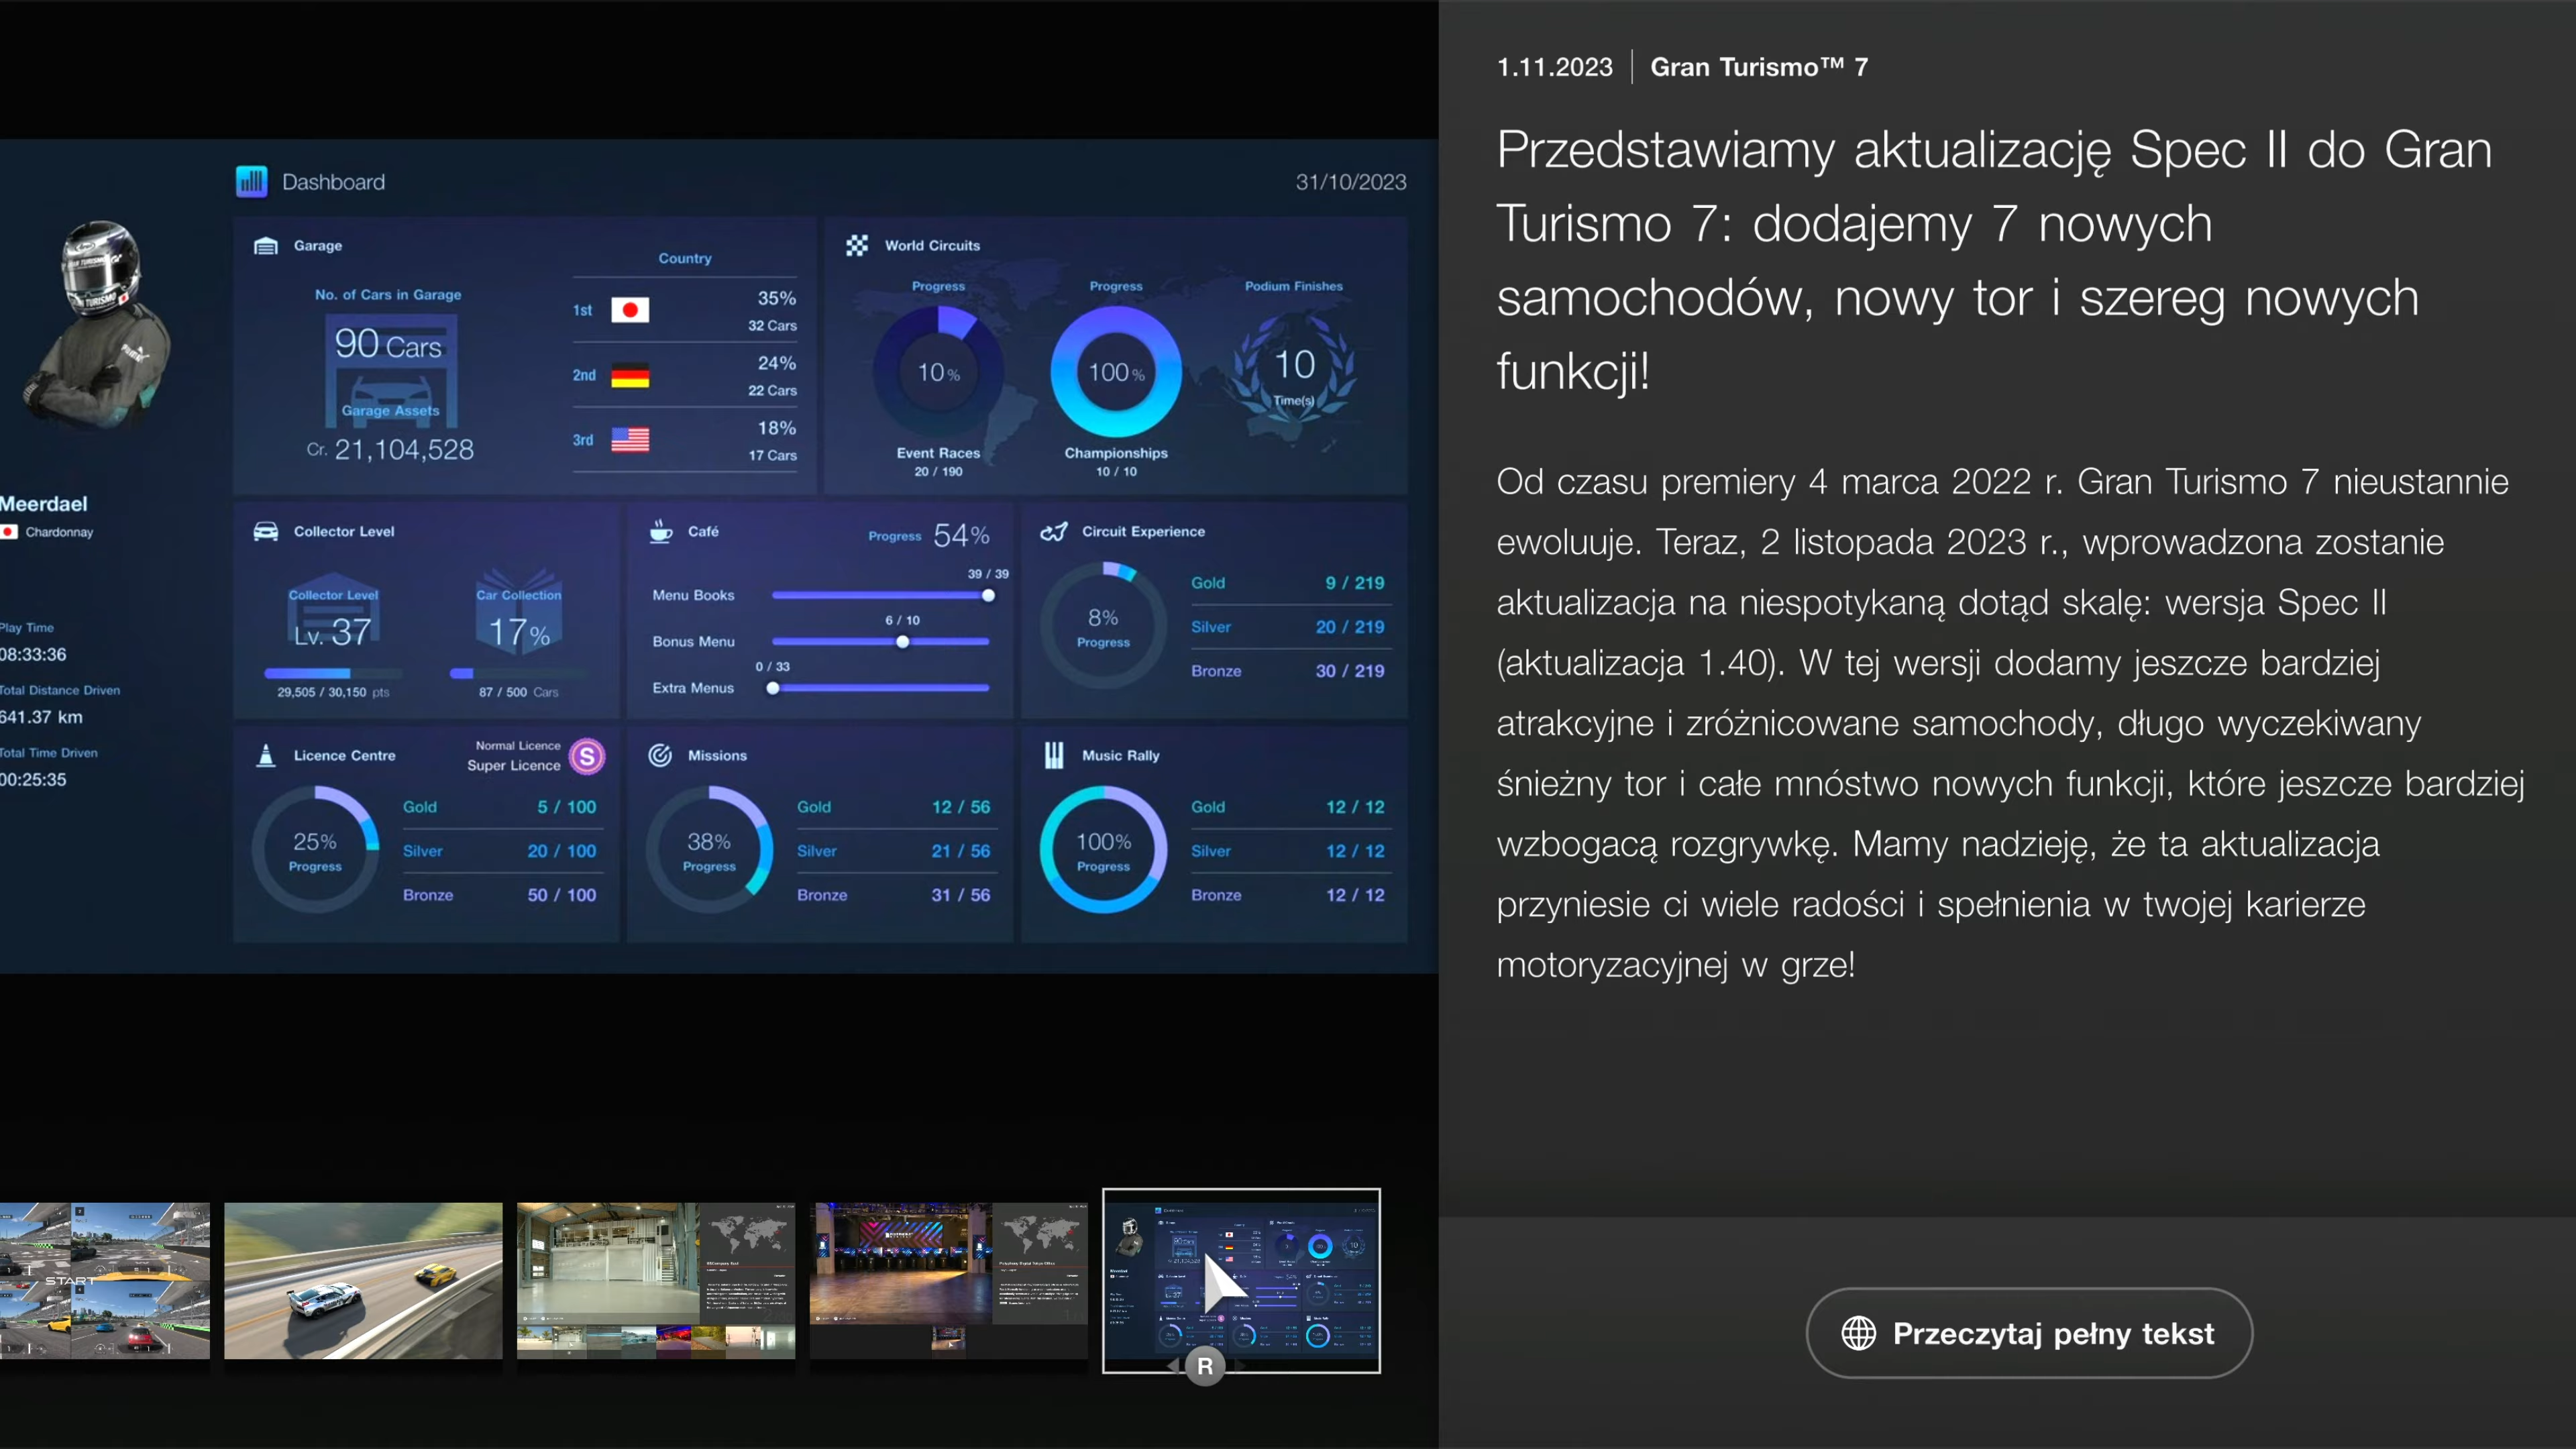 Dashboard
31/10/2023
Meerdael
Chardonnay
Play Time
08:33:36
Total Distance Driven
641.37 km
Total Time Driven
00:25:35
Garage
No. of Cars in Garage
90 Cars
Garage Assets
Cr. 21,104,528
Country
1st 35%
32 Cars
2nd 24%
22 Cars
3rd 18%
17 Cars
World Circuits
Progress
10%
Event Races
20 / 190
Progress
100%
Championships
10 / 10
Podium Finishes
10
Time(s)
Collector Level
Collector Level
Lv. 37
29,505 / 30,150 pts
Car Collection
17%
87 / 500 Cars
Café
Progress 54%
39 / 39
Menu Books
6 / 10
Bonus Menu
0 / 33
Extra Menus
Circuit Experience
8%
Progress
Gold 9 / 219
Silver 20 / 219
Bronze 30 / 219
Licence Centre
Normal Licence
Super Licence
S
25%
Progress
Gold 5 / 100
Silver 20 / 100
Bronze 50 / 100
Missions
38%
Progress
Gold 12 / 56
Silver 21 / 56
Bronze 31 / 56
Music Rally
100%
Progress
Gold 12 / 12
Silver 12 / 12
Bronze 12 / 12
START
R
1.11.2023 | Gran Turismo™ 7
Przedstawiamy aktualizację Spec II do Gran
Turismo 7: dodajemy 7 nowych
samochodów, nowy tor i szereg nowych
funkcji!
Od czasu premiery 4 marca 2022 r. Gran Turismo 7 nieustannie
ewoluuje. Teraz, 2 listopada 2023 r., wprowadzona zostanie
aktualizacja na niespotykaną dotąd skalę: wersja Spec II
(aktualizacja 1.40). W tej wersji dodamy jeszcze bardziej
atrakcyjne i zróżnicowane samochody, długo wyczekiwany
śnieżny tor i całe mnóstwo nowych funkcji, które jeszcze bardziej
wzbogacą rozgrywkę. Mamy nadzieję, że ta aktualizacja
przyniesie ci wiele radości i spełnienia w twojej karierze
motoryzacyjnej w grze!
Przeczytaj pełny tekst